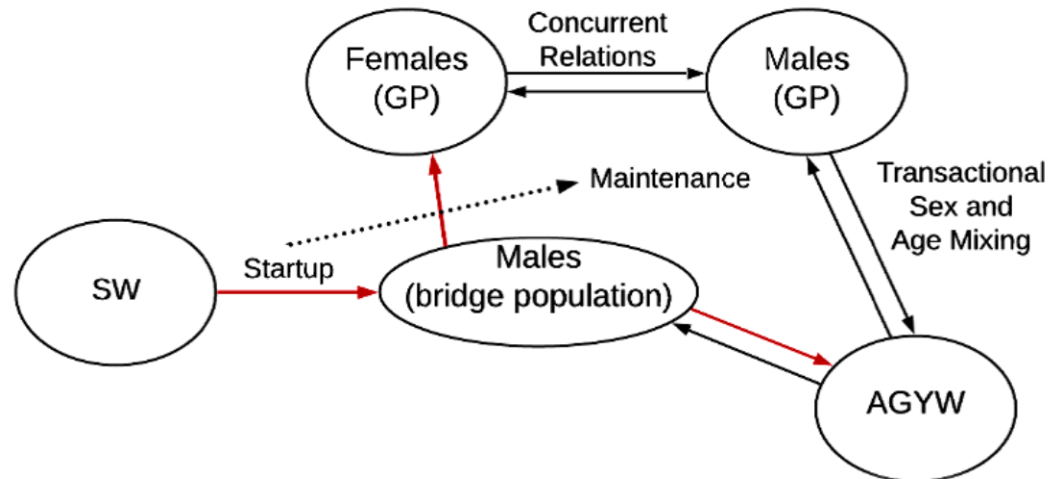 Concurrent
Relations
Females
(GP)
Males
(GP)
Transactional
Sex and
Age Mixing
Maintenance
Startup
SW
Males
(bridge population)
AGYW